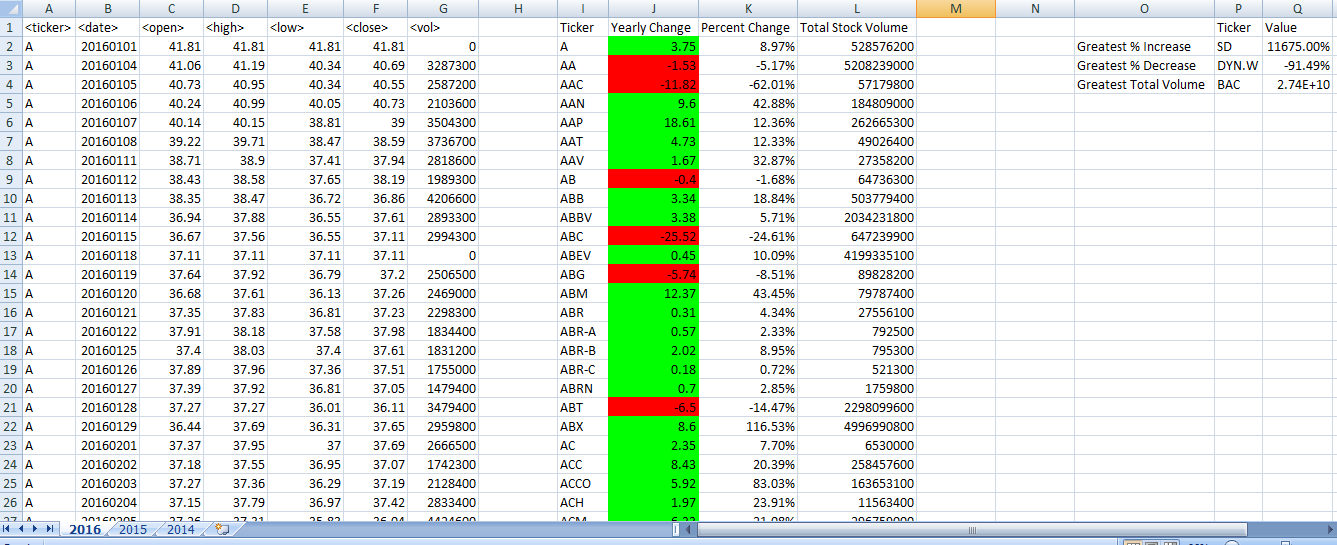 A B C D E F G H I J K L M N O P Q
1 <ticker> <date> <open> <high> <low> <close> <vol> Ticker Yearly Change Percent Change Total Stock Volume Ticker Value
2 A 20160101 41.81 41.81 41.81 41.81 0 A 3.75 8.97% 528576200 Greatest % Increase SD 11675.00%
3 A 20160104 41.06 41.19 40.34 40.69 3287300 AA -1.53 -5.17% 5208239000 Greatest % Decrease DYN.W -91.49%
4 A 20160105 40.73 40.95 40.34 40.55 2587200 AAC -11.82 -62.01% 57179800 Greatest Total Volume BAC 2.74E+10
5 A 20160106 40.24 40.99 40.05 40.73 2103600 AAN 9.6 42.88% 184809000
6 A 20160107 40.14 40.15 38.81 39 3504300 AAP 18.61 12.36% 262665300
7 A 20160108 39.22 39.71 38.47 38.59 3736700 AAT 4.73 12.33% 49026400
8 A 20160111 38.71 38.9 37.41 37.94 2818600 AAV 1.67 32.87% 27358200
9 A 20160112 38.43 38.58 37.65 38.19 1989300 AB -0.4 -1.68% 64736300
10 A 20160113 38.35 38.47 36.72 36.86 4206600 ABB 3.34 18.84% 503779400
11 A 20160114 36.94 37.88 36.55 37.61 2893300 ABBV 3.38 5.71% 2034231800
12 A 20160115 36.67 37.56 36.55 37.11 2994300 ABC -25.52 -24.61% 647239900
13 A 20160118 37.11 37.11 37.11 37.11 0 ABEV 0.45 10.09% 4199335100
14 A 20160119 37.64 37.92 36.79 37.2 2506500 ABG -5.74 -8.51% 89828200
15 A 20160120 36.68 37.61 36.13 37.26 2469000 ABM 12.37 43.45% 79787400
16 A 20160121 37.35 37.83 36.81 37.23 2298300 ABR 0.31 4.34% 27556100
17 A 20160122 37.91 38.18 37.58 37.98 1834400 ABR-A 0.57 2.33% 792500
18 A 20160125 37.4 38.03 37.4 37.61 1831200 ABR-B 2.02 8.95% 795300
19 A 20160126 37.89 37.96 37.36 37.51 1755000 ABR-C 0.18 0.72% 521300
20 A 20160127 37.39 37.92 36.81 37.05 1479400 ABRN 0.7 2.85% 1759800
21 A 20160128 37.27 37.27 36.01 36.11 3479400 ABT -6.5 -14.47% 2298099600
22 A 20160129 36.44 37.69 36.31 37.65 2959800 ABX 8.6 116.53% 4996990800
23 A 20160201 37.37 37.95 37 37.69 2666500 AC 2.35 7.70% 6530000
24 A 20160202 37.18 37.55 36.95 37.07 1742300 ACC 8.43 20.39% 258457600
25 A 20160203 37.27 37.36 36.29 37.19 2128400 ACCO 5.92 83.03% 163653100
26 A 20160204 37.15 37.79 36.97 37.42 2833400 ACH 1.97 23.91% 11563400
2016 2015 2014